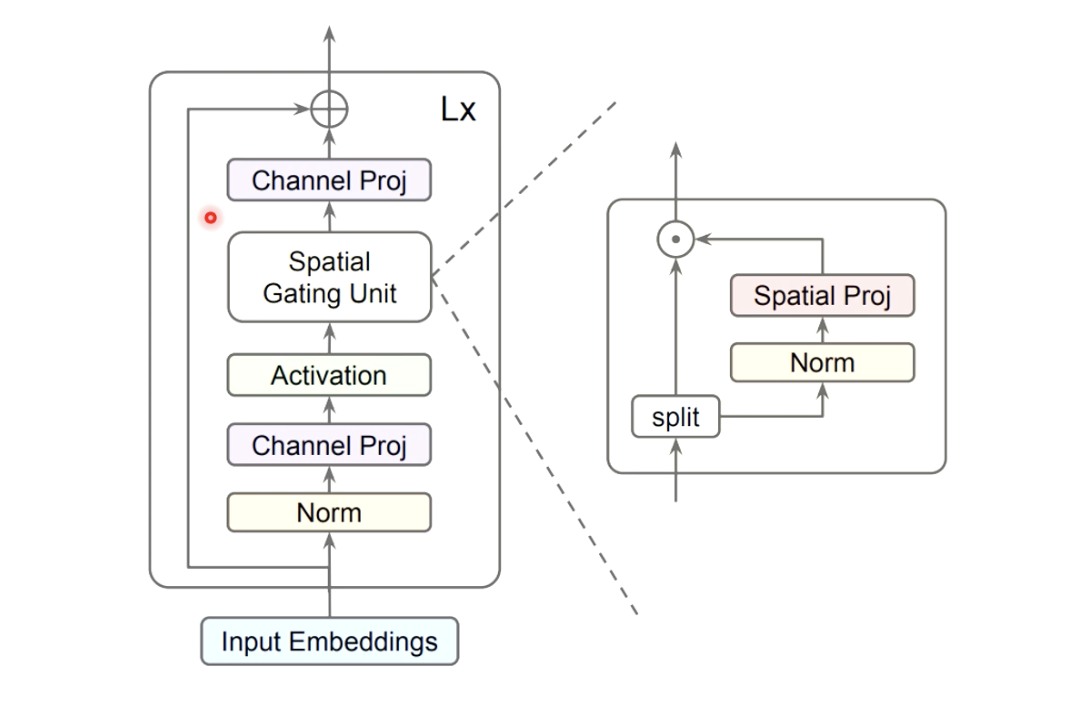 Lx
Channel Proj
Spatial
Gating Unit
Activation
Channel Proj
Norm
Input Embeddings
Spatial Proj
Norm
split